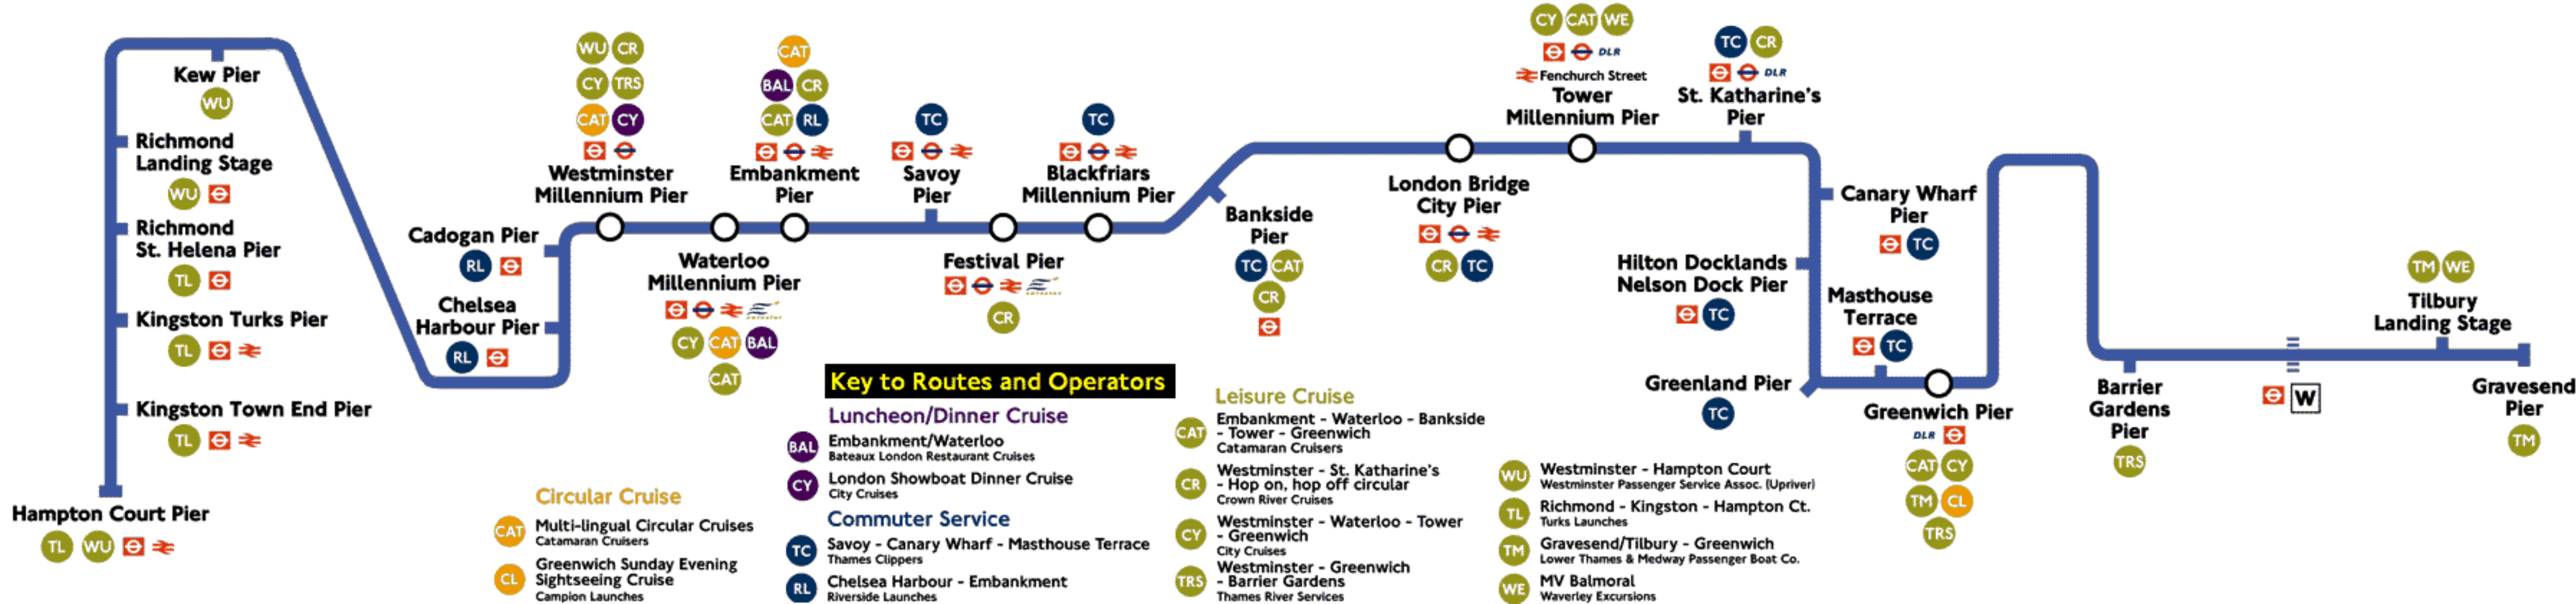 Kew Pier
WU
Richmond
Landing Stage
WU
Richmond
St. Helena Pier
TL
Kingston Turks Pier
TL
Kingston Town End Pier
TL
Hampton Court Pier
TL WU
Cadogan Pier
RL
Chelsea
Harbour Pier
RL
WU CR
CY TRS
CAT CY
Westminster
Millennium Pier
Waterloo
Millennium Pier
CY CAT BAL
CAT
CAT
BAL CR
CAT RL
Embankment
Pier
TC
Savoy
Pier
Festival Pier
CR
TC
Blackfriars
Millennium Pier
Bankside
Pier
TC CAT
CR
London Bridge
City Pier
CR TC
CY CAT WE
DLR
Fenchurch Street
Tower
Millennium Pier
TC CR
DLR
St. Katharine's
Pier
Canary Wharf
Pier
TC
Hilton Docklands
Nelson Dock Pier
TC
Masthouse
Terrace
TC
Greenland Pier
TC
Greenwich Pier
DLR
CAT CY
TM CL
TRS
Barrier
Gardens
Pier
TRS
W
TM WE
Tilbury
Landing Stage
Gravesend
Pier
TM
Key to Routes and Operators
Circular Cruise
CAT Multi-lingual Circular Cruises
Catamaran Cruisers
CL Greenwich Sunday Evening
Sightseeing Cruise
Campion Launches
Luncheon/Dinner Cruise
BAL Embankment/Waterloo
Bateaux London Restaurant Cruises
CY London Showboat Dinner Cruise
City Cruises
Commuter Service
TC Savoy - Canary Wharf - Masthouse Terrace
Thames Clippers
RL Chelsea Harbour - Embankment
Riverside Launches
Leisure Cruise
CAT Embankment - Waterloo - Bankside
- Tower - Greenwich
Catamaran Cruisers
CR Westminster - St. Katharine's
- Hop on, hop off circular
Crown River Cruises
CY Westminster - Waterloo - Tower
- Greenwich
City Cruises
TRS Westminster - Greenwich
- Barrier Gardens
Thames River Services
WU Westminster - Hampton Court
Westminster Passenger Service Assoc. (Upriver)
TL Richmond - Kingston - Hampton Ct.
Turks Launches
TM Gravesend/Tilbury - Greenwich
Lower Thames & Medway Passenger Boat Co.
WE MV Balmoral
Waverley Excursions